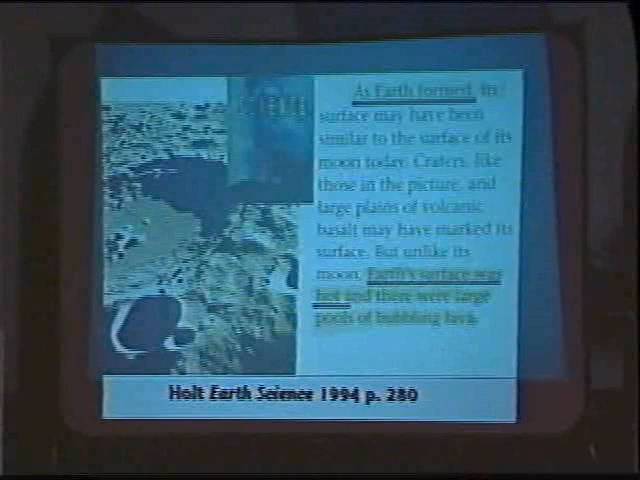 As Earth formed, its
surface may have been
similar to the surface of its
moon today. Craters, like
those in the picture, and
large plains of volcanic
basalt may have marked its
surface. But unlike its
moon, Earth's surface was
hot and there were large
pools of bubbling lava.
Holt Earth Science 1994 p. 280